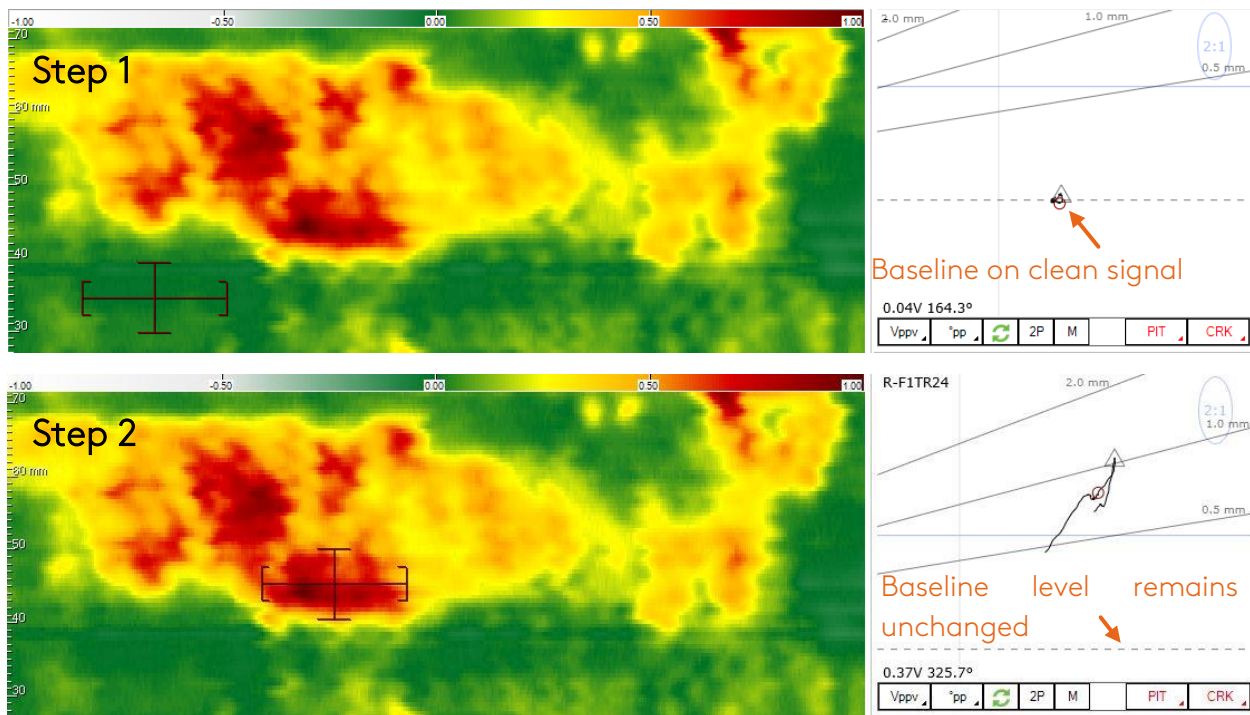 -1.00 -0.50 0.00 0.50 1.00
70
Step 1
60 mm
50
40
30
2.0 mm 1.0 mm
2:1
0.5 mm
Baseline on clean signal
0.04V 164.3º
Vppv °pp 2P M PIT CRK
-1.00 -0.50 0.00 0.50 1.00
70
Step 2
60 mm
50
40
30
R-F1TR24 2.0 mm
2:1
1.0 mm
0.5 mm
Baseline level remains
unchanged
0.37V 325.7º
Vppv °pp 2P M PIT CRK